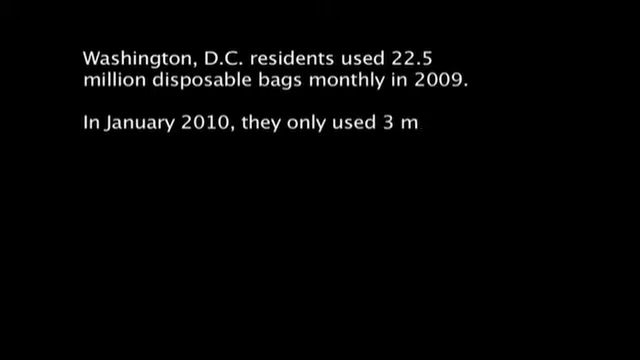 Washington, D.C. residents used 22.5
million disposable bags monthly in 2009.
In January 2010, they only used 3 m